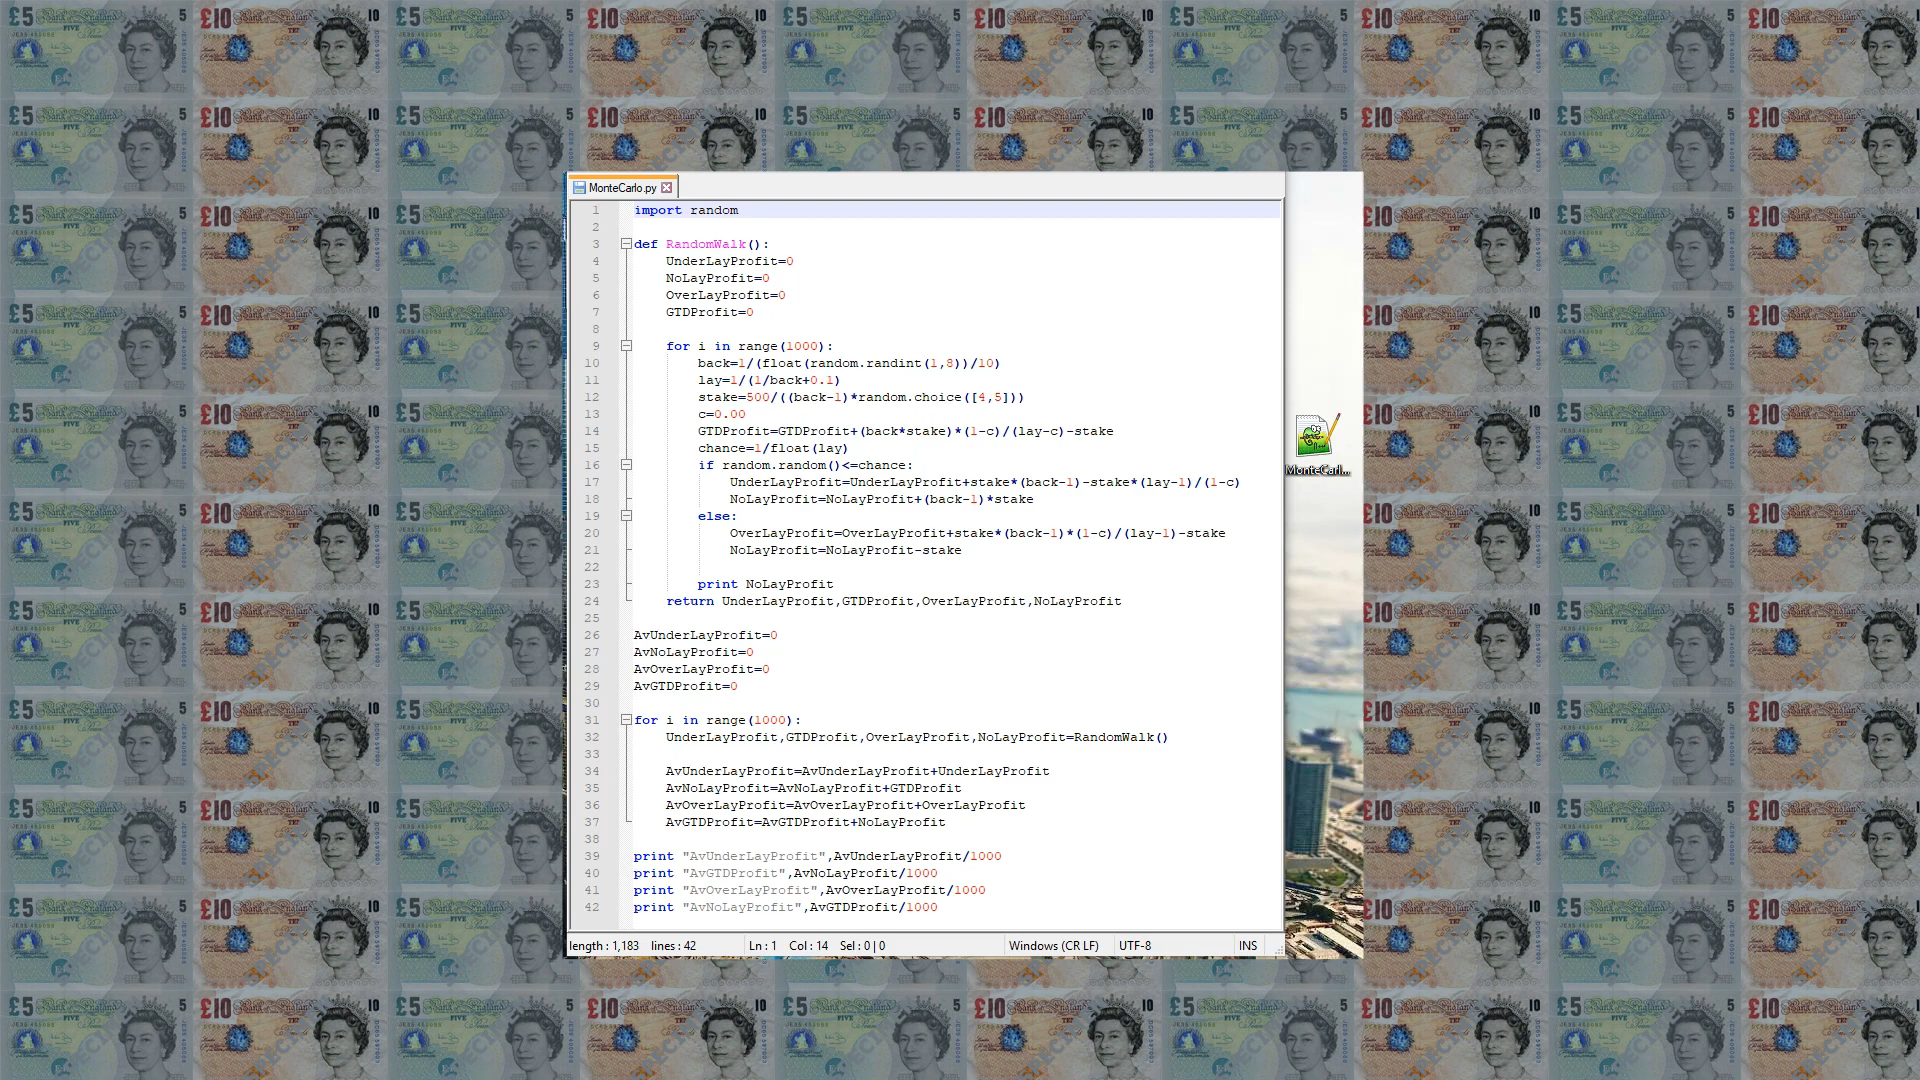 MonteCarlo.py
1 import random
2
3 def RandomWalk():
4 UnderLayProfit=0
5 NoLayProfit=0
6 OverLayProfit=0
7 GTDProfit=0
8
9 for i in range(1000):
10 back=1/(float(random.randint(1,8))/10)
11 lay=1/(1/back+0.1)
12 stake=500/((back-1)*random.choice([4,5]))
13 c=0.00
14 GTDProfit=GTDProfit+(back*stake)*(1-c)/(lay-c)-stake
15 chance=1/float(lay)
16 if random.random()<=chance:
17 UnderLayProfit=UnderLayProfit+stake*(back-1)-stake*(lay-1)/(1-c)
18 NoLayProfit=NoLayProfit+(back-1)*stake
19 else:
20 OverLayProfit=OverLayProfit+stake*(back-1)*(1-c)/(lay-1)-stake
21 NoLayProfit=NoLayProfit-stake
22
23 print NoLayProfit
24 return UnderLayProfit,GTDProfit,OverLayProfit,NoLayProfit
25
26 AvUnderLayProfit=0
27 AvNoLayProfit=0
28 AvOverLayProfit=0
29 AvGTDProfit=0
30
31 for i in range(1000):
32 UnderLayProfit,GTDProfit,OverLayProfit,NoLayProfit=RandomWalk()
33
34 AvUnderLayProfit=AvUnderLayProfit+UnderLayProfit
35 AvNoLayProfit=AvNoLayProfit+GTDProfit
36 AvOverLayProfit=AvOverLayProfit+OverLayProfit
37 AvGTDProfit=AvGTDProfit+NoLayProfit
38
39 print "AvUnderLayProfit",AvUnderLayProfit/1000
40 print "AvGTDProfit",AvNoLayProfit/1000
41 print "AvOverLayProfit",AvOverLayProfit/1000
42 print "AvNoLayProfit",AvGTDProfit/1000
length : 1,183 lines : 42 Ln : 1 Col : 14 Sel : 0 | 0 Windows (CR LF) UTF-8 INS
MonteCarl...